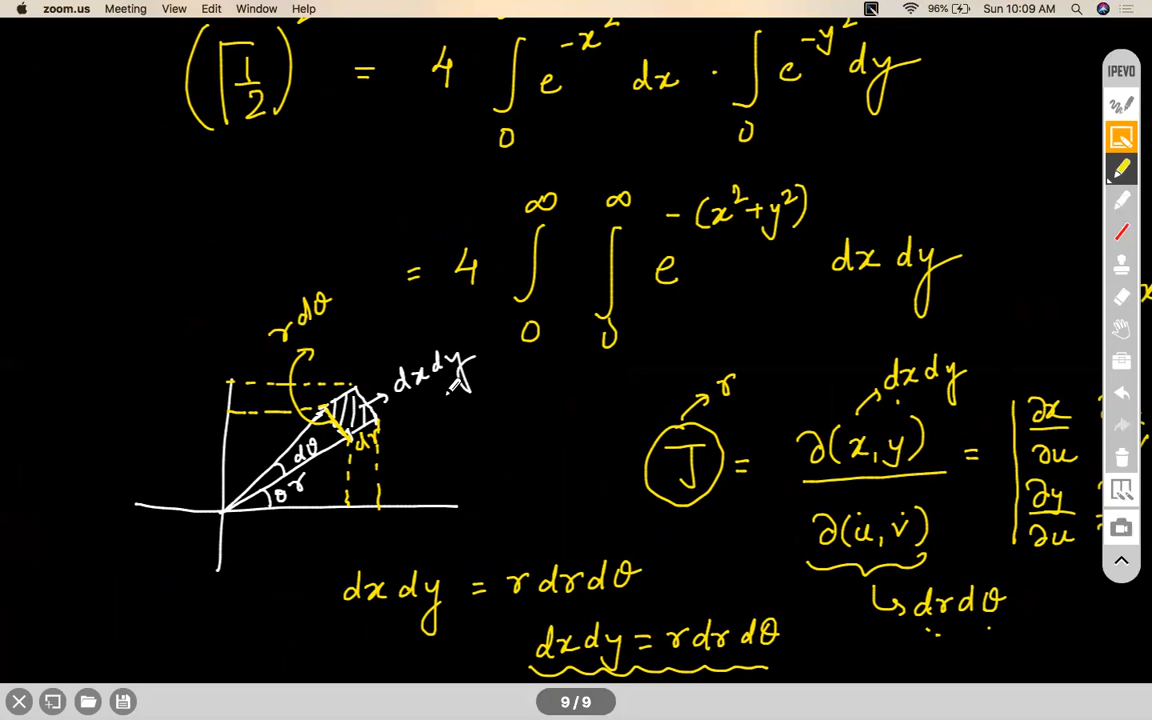 zoom.us Meeting View Edit Window Help 96% Sun 10:09 AM
(Γ1/2)² = 4 ∫₀ e^(-x²) dx · ∫₀ e^(-y²) dy
IPEVO
= 4 ∫₀^∞ ∫₀^∞ e^(-(x²+y²)) dx dy
r dθ
dxdy
dθ
dr
θ r
r
dxdy
J = ∂(x,y)/∂(u,v) = | ∂x/∂u ∂y/∂u
drdθ
dx dy = r dr dθ
dx dy = r dr dθ
9/9